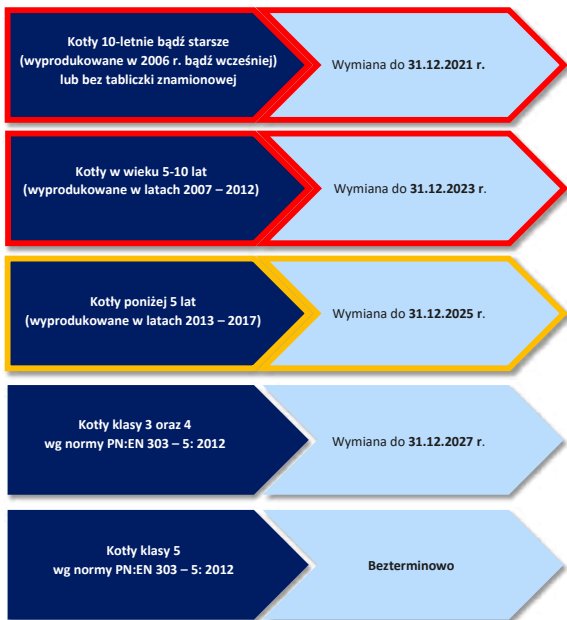 Kotły 10-letnie bądź starsze
(wyprodukowane w 2006 r. bądź wcześniej)
lub bez tabliczki znamionowej
Wymiana do 31.12.2021 r.
Kotły w wieku 5-10 lat
(wyprodukowane w latach 2007 – 2012)
Wymiana do 31.12.2023 r.
Kotły poniżej 5 lat
(wyprodukowane w latach 2013 – 2017)
Wymiana do 31.12.2025 r.
Kotły klasy 3 oraz 4
wg normy PN:EN 303 – 5: 2012
Wymiana do 31.12.2027 r.
Kotły klasy 5
wg normy PN:EN 303 – 5: 2012
Bezterminowo